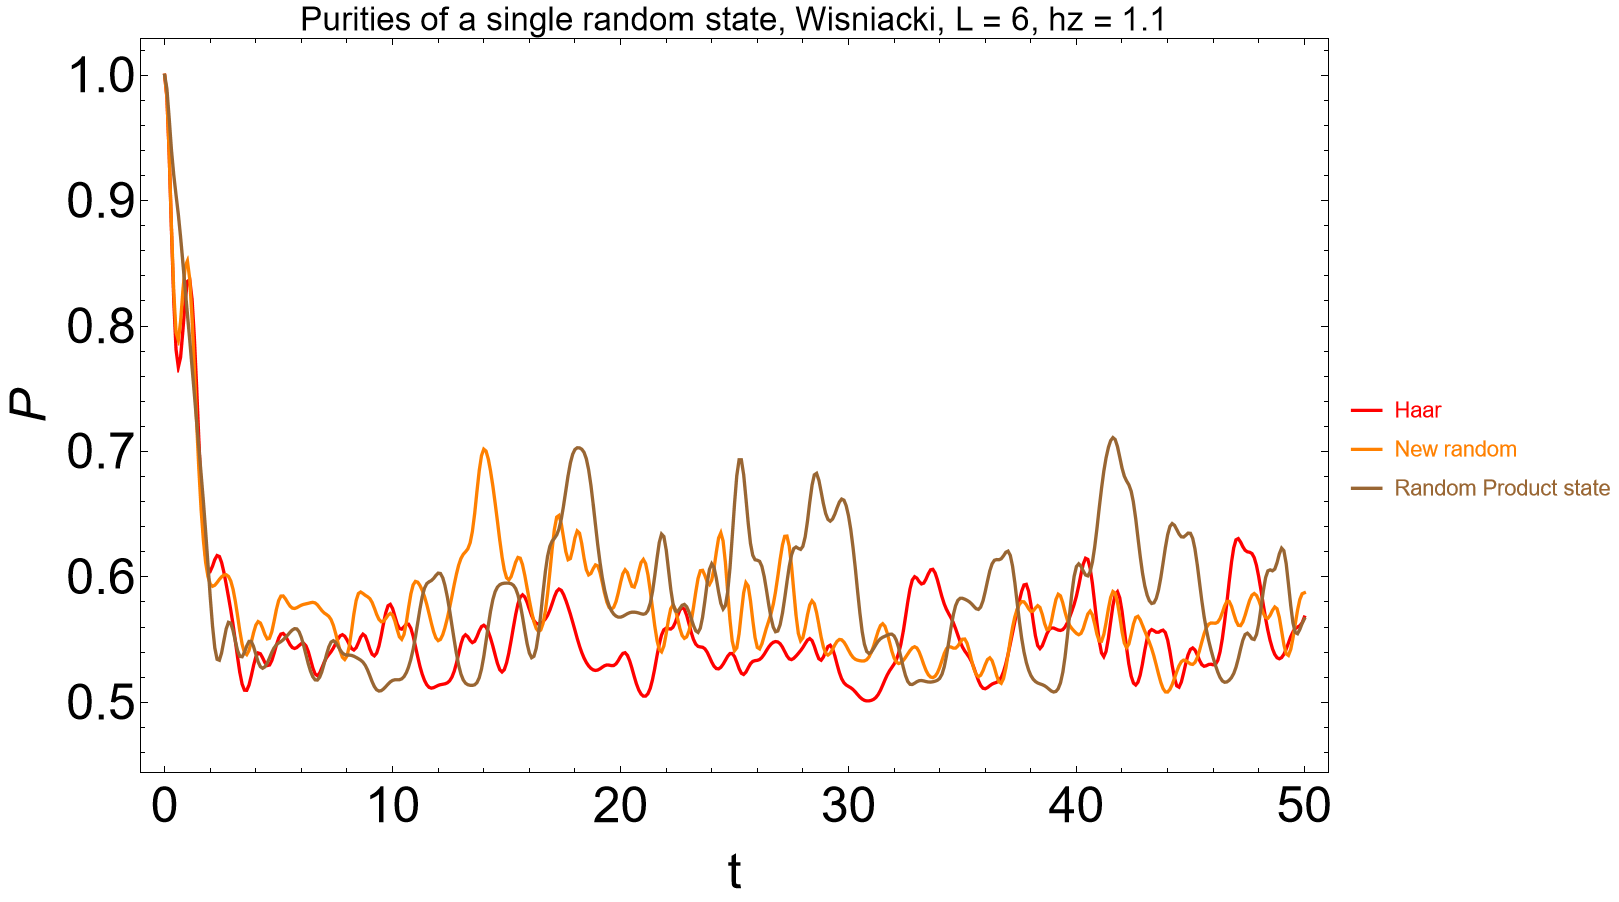 Purities of a single random state, Wisniacki, L = 6, hz = 1.1
1.0
0.9
0.8
0.7
0.6
0.5
P
0 10 20 30 40 50
t
Haar
New random
Random Product state